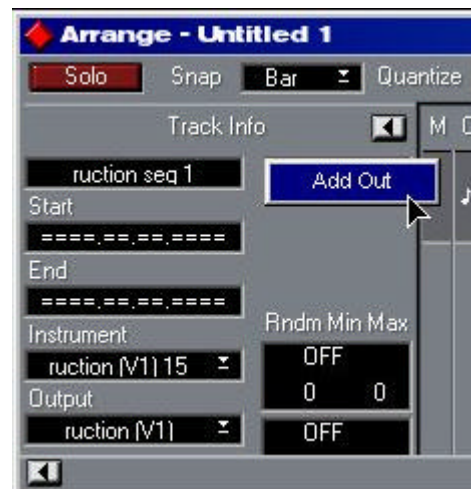 Arrange - Untitled 1
Solo Snap Bar Quantize
Track Info M
ruction seq 1 Add Out
Start
====.==.==.====
End
====.==.==.====
Instrument Rndm Min Max
ruction (V1) 15 OFF
Output 0 0
ruction (V1) OFF